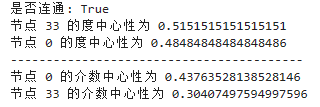 是否连通: True
节点 33 的度中心性为 0.5151515151515151
节点 0 的度中心性为 0.48484848484848486
----------------------------------------
节点 0 的介数中心性为 0.43763528138528146
节点 33 的介数中心性为 0.30407497594997596